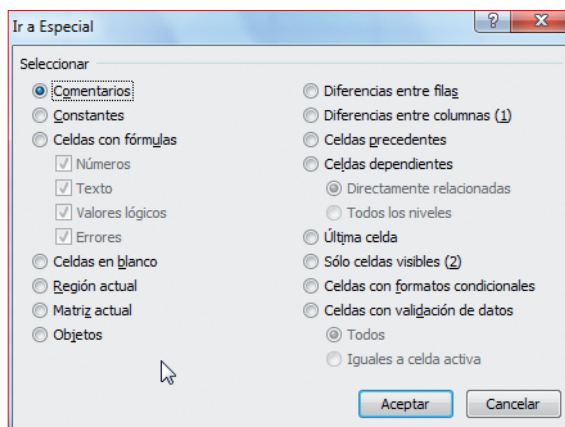 Ir a Especial
Seleccionar
Comentarios
Constantes
Celdas con fórmulas
Números
Texto
Valores lógicos
Errores
Celdas en blanco
Región actual
Matriz actual
Objetos
Diferencias entre filas
Diferencias entre columnas (1)
Celdas precedentes
Celdas dependientes
Directamente relacionadas
Todos los niveles
Última celda
Sólo celdas visibles (2)
Celdas con formatos condicionales
Celdas con validación de datos
Todos
Iguales a celda activa
Aceptar
Cancelar